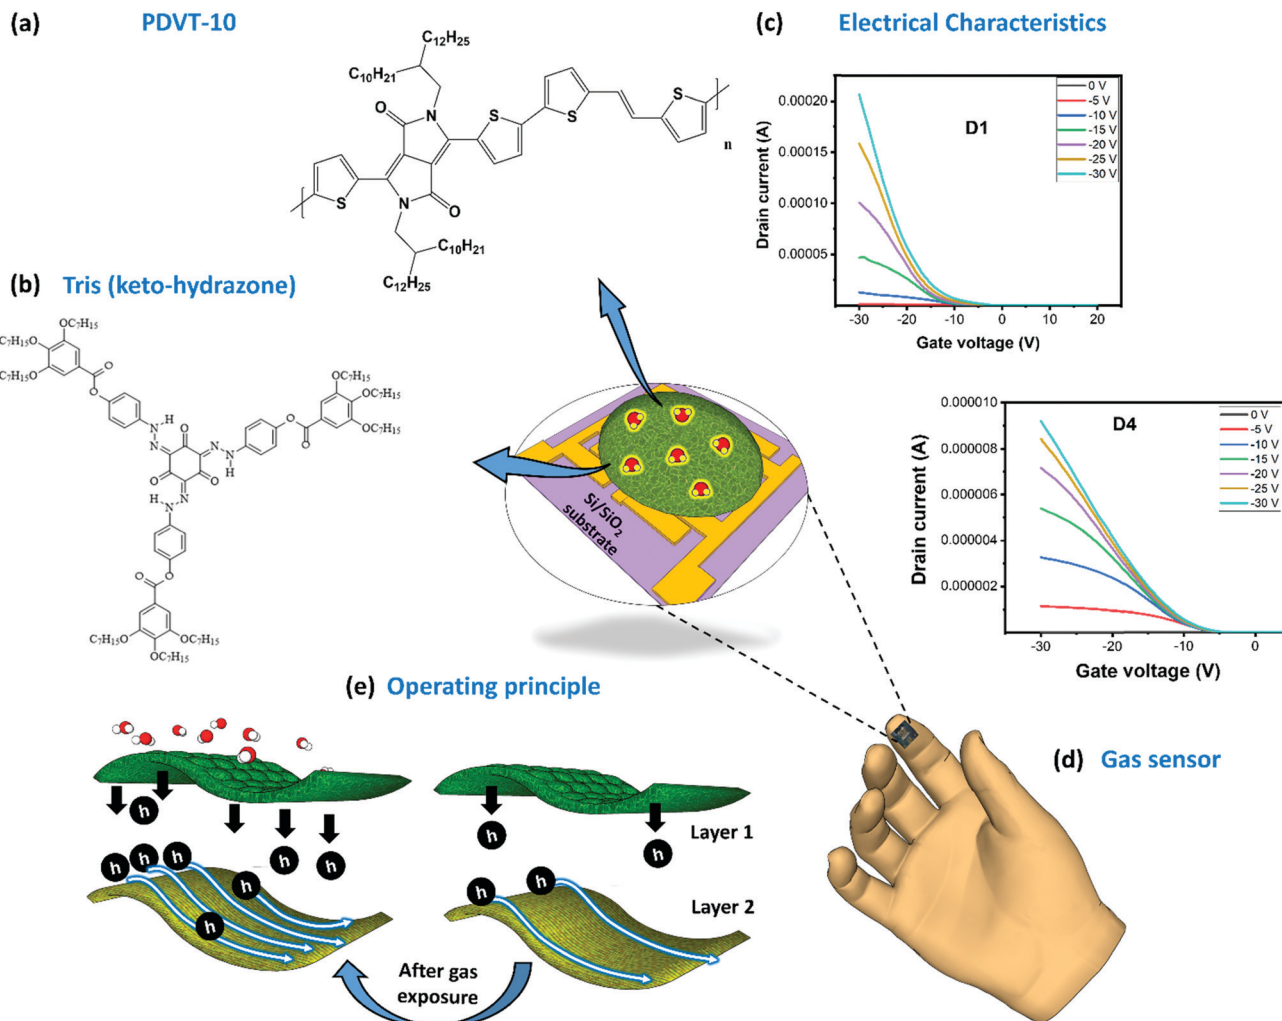 (a) PDVT-10
C12H25
C10H21
O
N
S
S
S
n
S
N
O
C10H21
C12H25
(b) Tris (keto-hydrazone)
OC7H15
C7H15O
C7H15O
O
O
H
N
N
O
O
O
N
N
H
O
O
OC7H15
OC7H15
OC7H15
H
N
N
O
O
C7H15O
OC7H15
OC7H15
(c) Electrical Characteristics
D1
0 V
-5 V
-10 V
-15 V
-20 V
-25 V
-30 V
Drain current (A)
0.00020
0.00015
0.00010
0.00005
-30 -20 -10 0 10 20
Gate voltage (V)
D4
0 V
-5 V
-10 V
-15 V
-20 V
-25 V
-30 V
Drain current (A)
0.000010
0.000008
0.000006
0.000004
0.000002
-30 -20 -10 0
Gate voltage (V)
Si/SiO2
substrate
(d) Gas sensor
(e) Operating principle
h
h
h
h
h
h
h
h
h
h
h
h
h
Layer 1
Layer 2
After gas
exposure